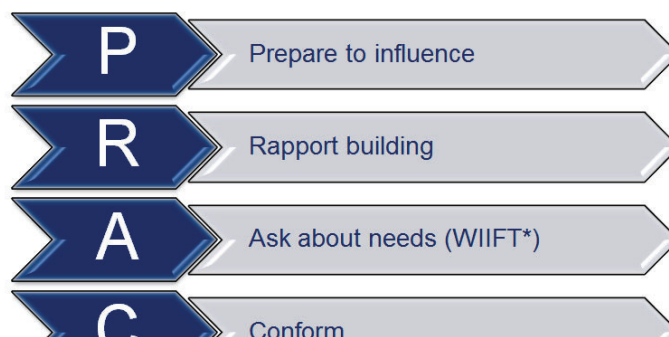 P Prepare to influence
R Rapport building
A Ask about needs (WIIFT*)
C Conform